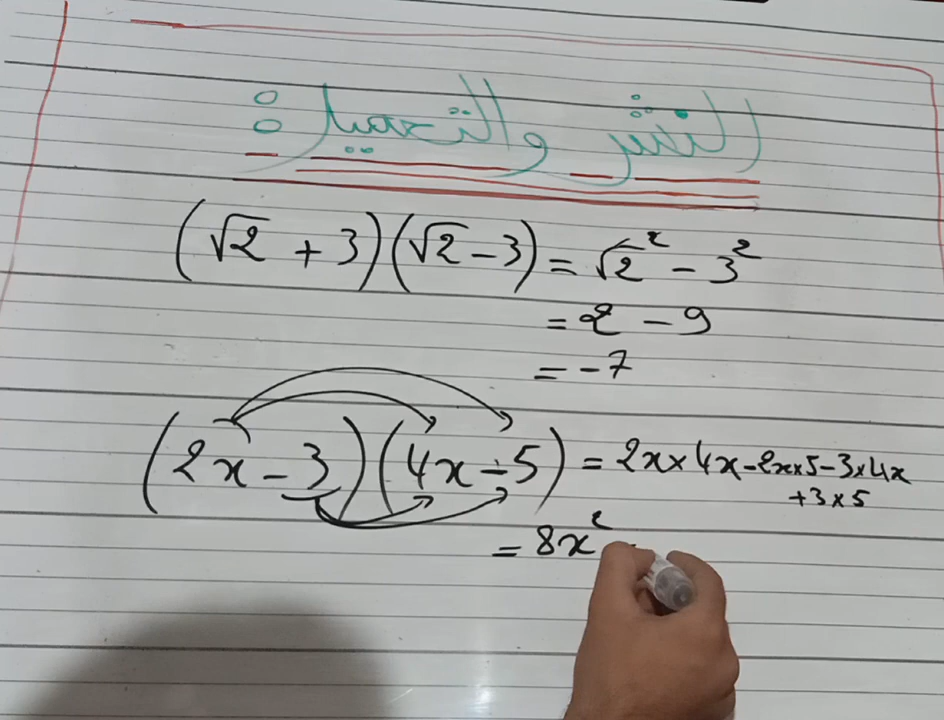 النشر والتعميل:
(√2 + 3)(√2 - 3) = √2² - 3²
= 2 - 9
= -7
(2x - 3)(4x - 5) = 2x×4x-2x×5-3×4x
+3×5
= 8x²